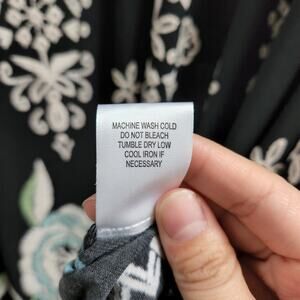 MACHINE WASH COLD
DO NOT BLEACH
TUMBLE DRY LOW
COOL IRON IF
NECESSARY